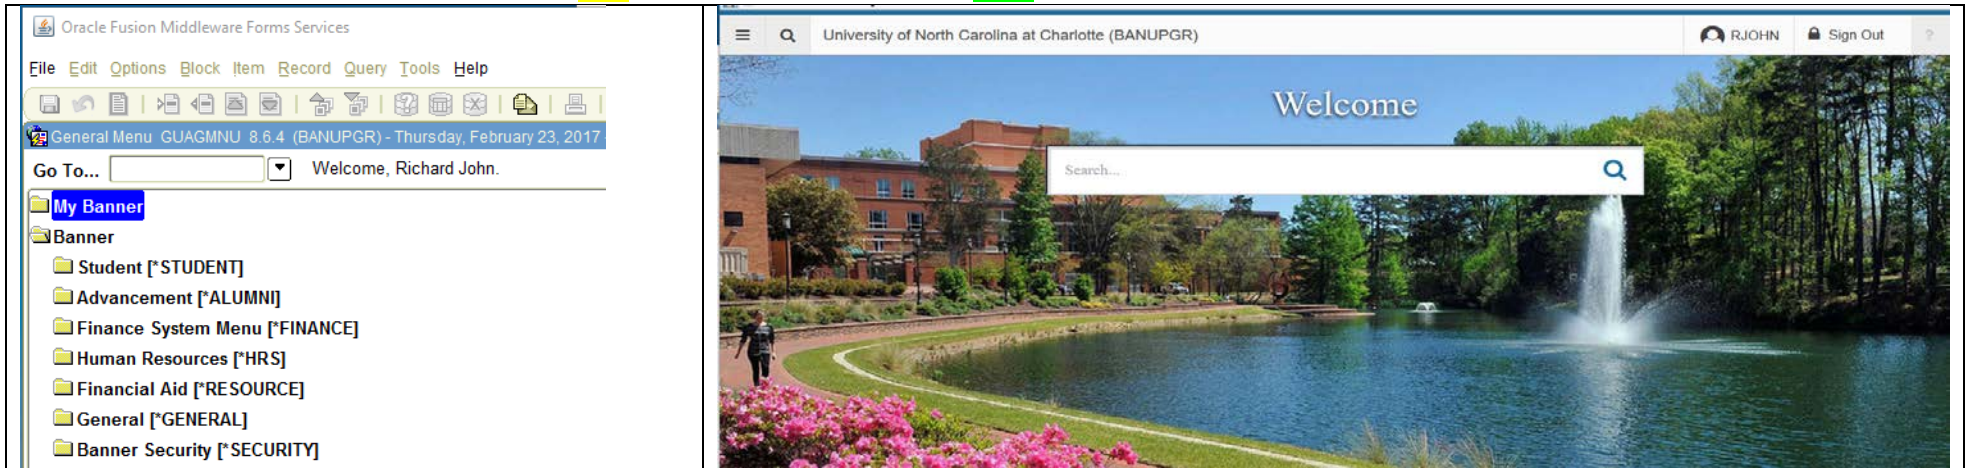 Oracle Fusion Middleware Forms Services
File Edit Options Block Item Record Query Tools Help
General Menu GUAGMNU 8.6.4 (BANUPGR) - Thursday, February 23, 2017
Go To... Welcome, Richard John.
My Banner
Banner
Student [*STUDENT]
Advancement [*ALUMNI]
Finance System Menu [*FINANCE]
Human Resources [*HRS]
Financial Aid [*RESOURCE]
General [*GENERAL]
Banner Security [*SECURITY]
University of North Carolina at Charlotte (BANUPGR) RJOHN Sign Out ?
Welcome
Search...